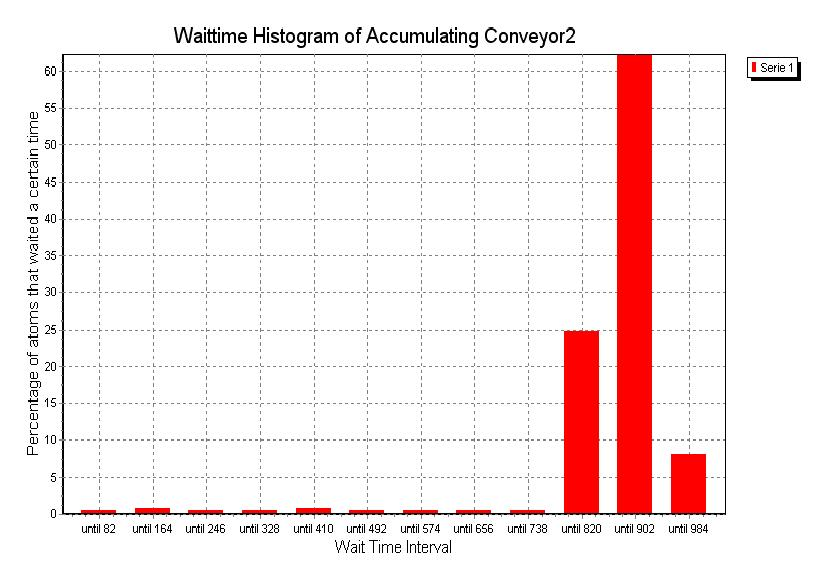 Waittime Histogram of Accumulating Conveyor2
Serie 1
Percentage of atoms that waited a certain time
60
55
50
45
40
35
30
25
20
15
10
5
0
until 82 until 164 until 246 until 328 until 410 until 492 until 574 until 656 until 738 until 820 until 902 until 984
Wait Time Interval